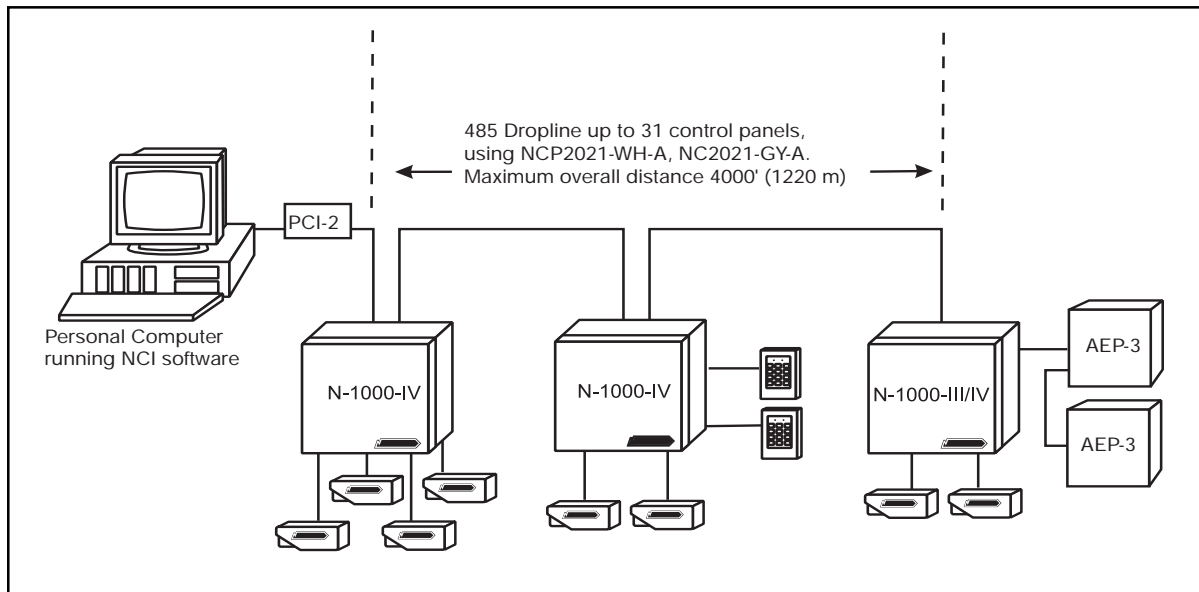 485 Dropline up to 31 control panels,
using NCP2021-WH-A, NC2021-GY-A.
Maximum overall distance 4000' (1220 m)
PCI-2
Personal Computer
running NCI software
N-1000-IV
N-1000-IV
N-1000-III/IV
AEP-3
AEP-3